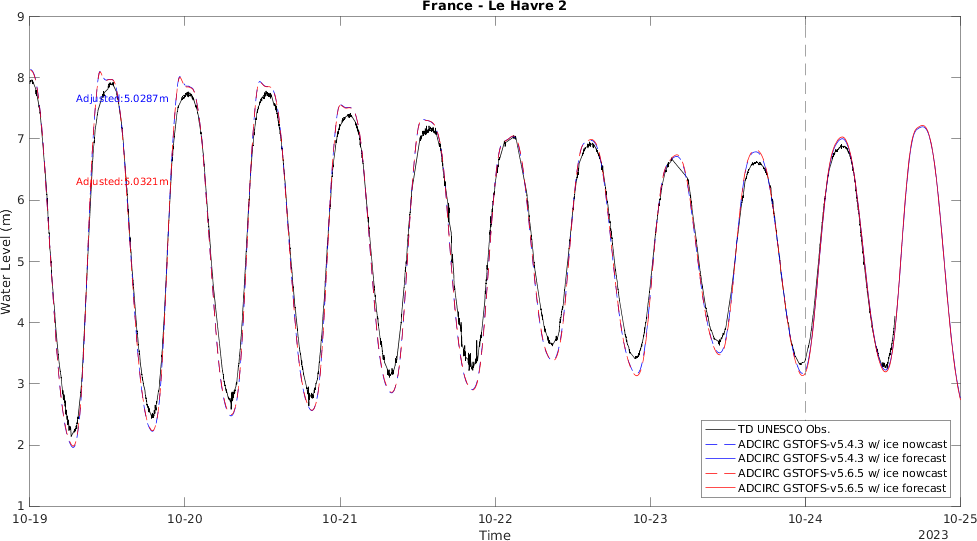 France - Le Havre 2
9
8
Adjusted:5.0287m
7
Adjusted:5.0321m
6
5
4
3
2
1
Water Level (m)
TD UNESCO Obs.
ADCIRC GSTOFS-v5.4.3 w/ ice nowcast
ADCIRC GSTOFS-v5.4.3 w/ ice forecast
ADCIRC GSTOFS-v5.6.5 w/ ice nowcast
ADCIRC GSTOFS-v5.6.5 w/ ice forecast
10-19 10-20 10-21 10-22 10-23 10-24 10-25
Time
2023